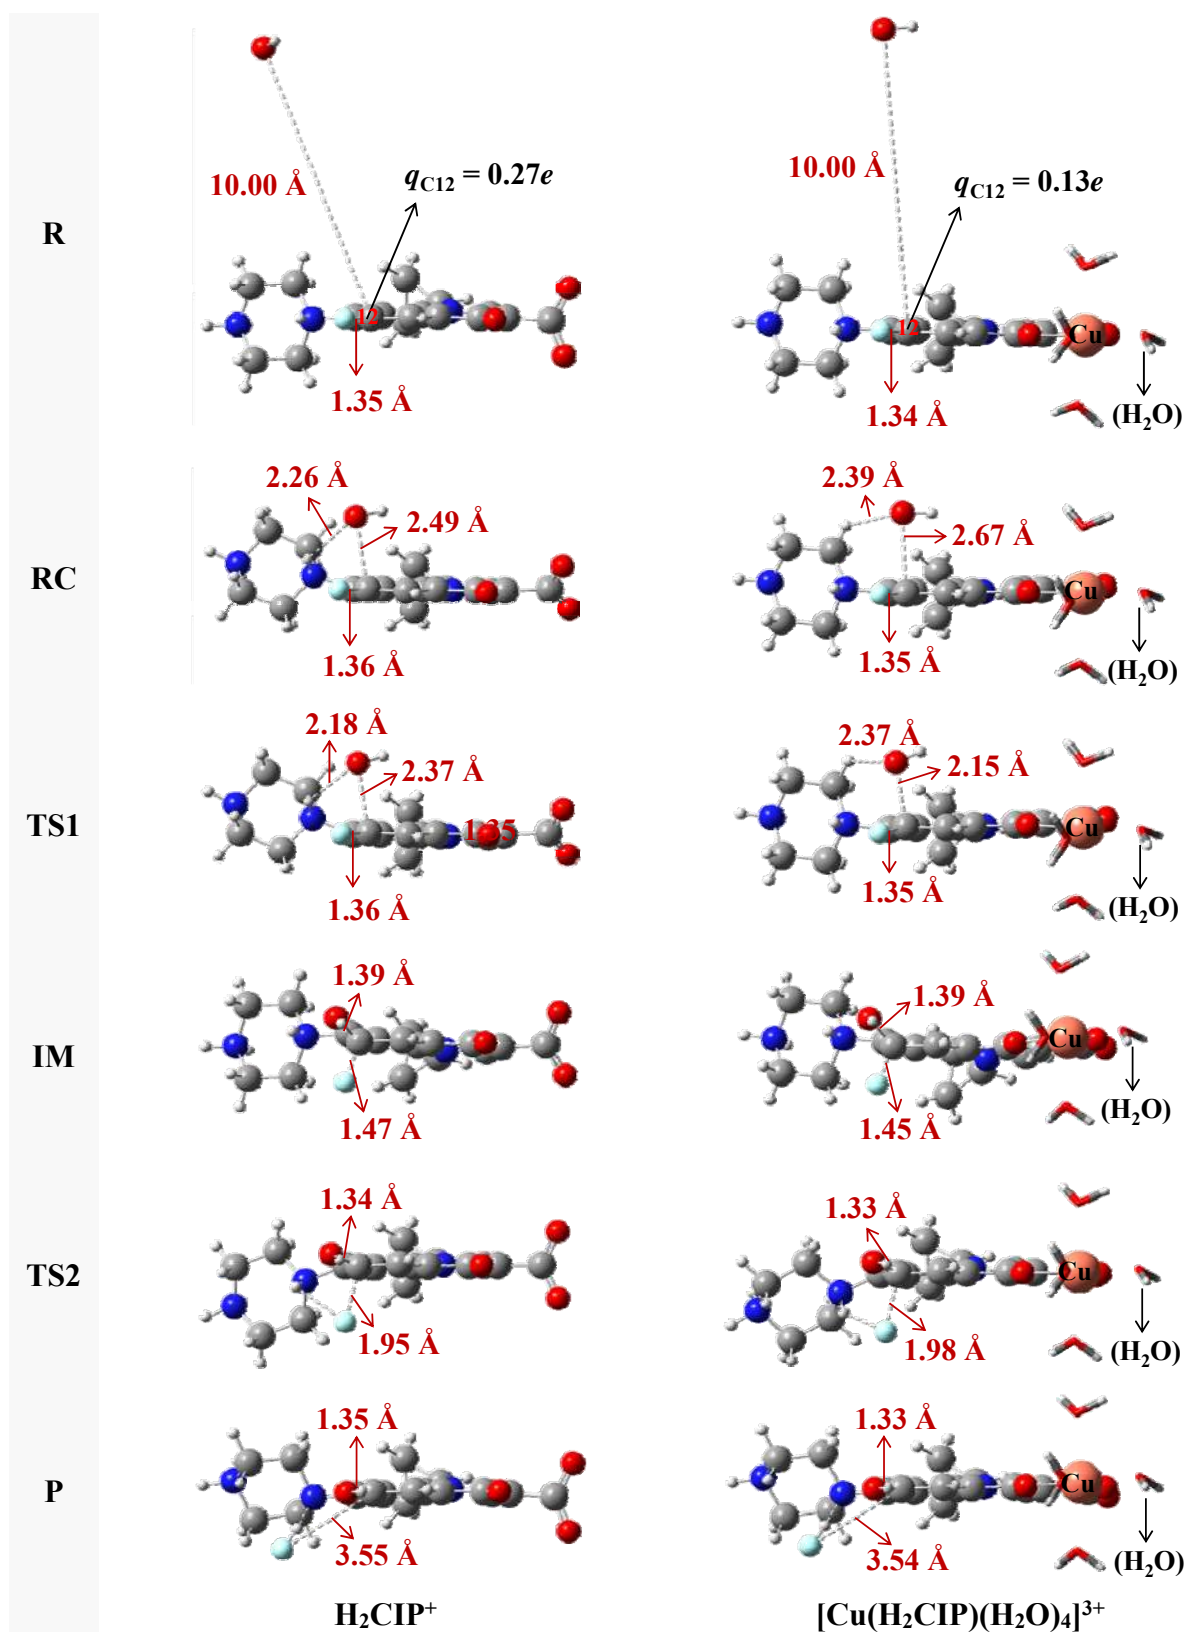 R
10.00 Å
q_C12 = 0.27e
12
1.35 Å
10.00 Å
q_C12 = 0.13e
12
Cu
1.34 Å
(H₂O)
RC
2.26 Å
2.49 Å
1.36 Å
2.39 Å
2.67 Å
Cu
1.35 Å
(H₂O)
TS1
2.18 Å
2.37 Å
1.35
1.36 Å
2.37 Å
2.15 Å
Cu
1.35 Å
(H₂O)
IM
1.39 Å
1.47 Å
1.39 Å
Cu
1.45 Å
(H₂O)
TS2
1.34 Å
1.95 Å
1.33 Å
Cu
1.98 Å
(H₂O)
P
1.35 Å
3.55 Å
1.33 Å
Cu
3.54 Å
(H₂O)
H₂CIP⁺
[Cu(H₂CIP)(H₂O)₄]³⁺